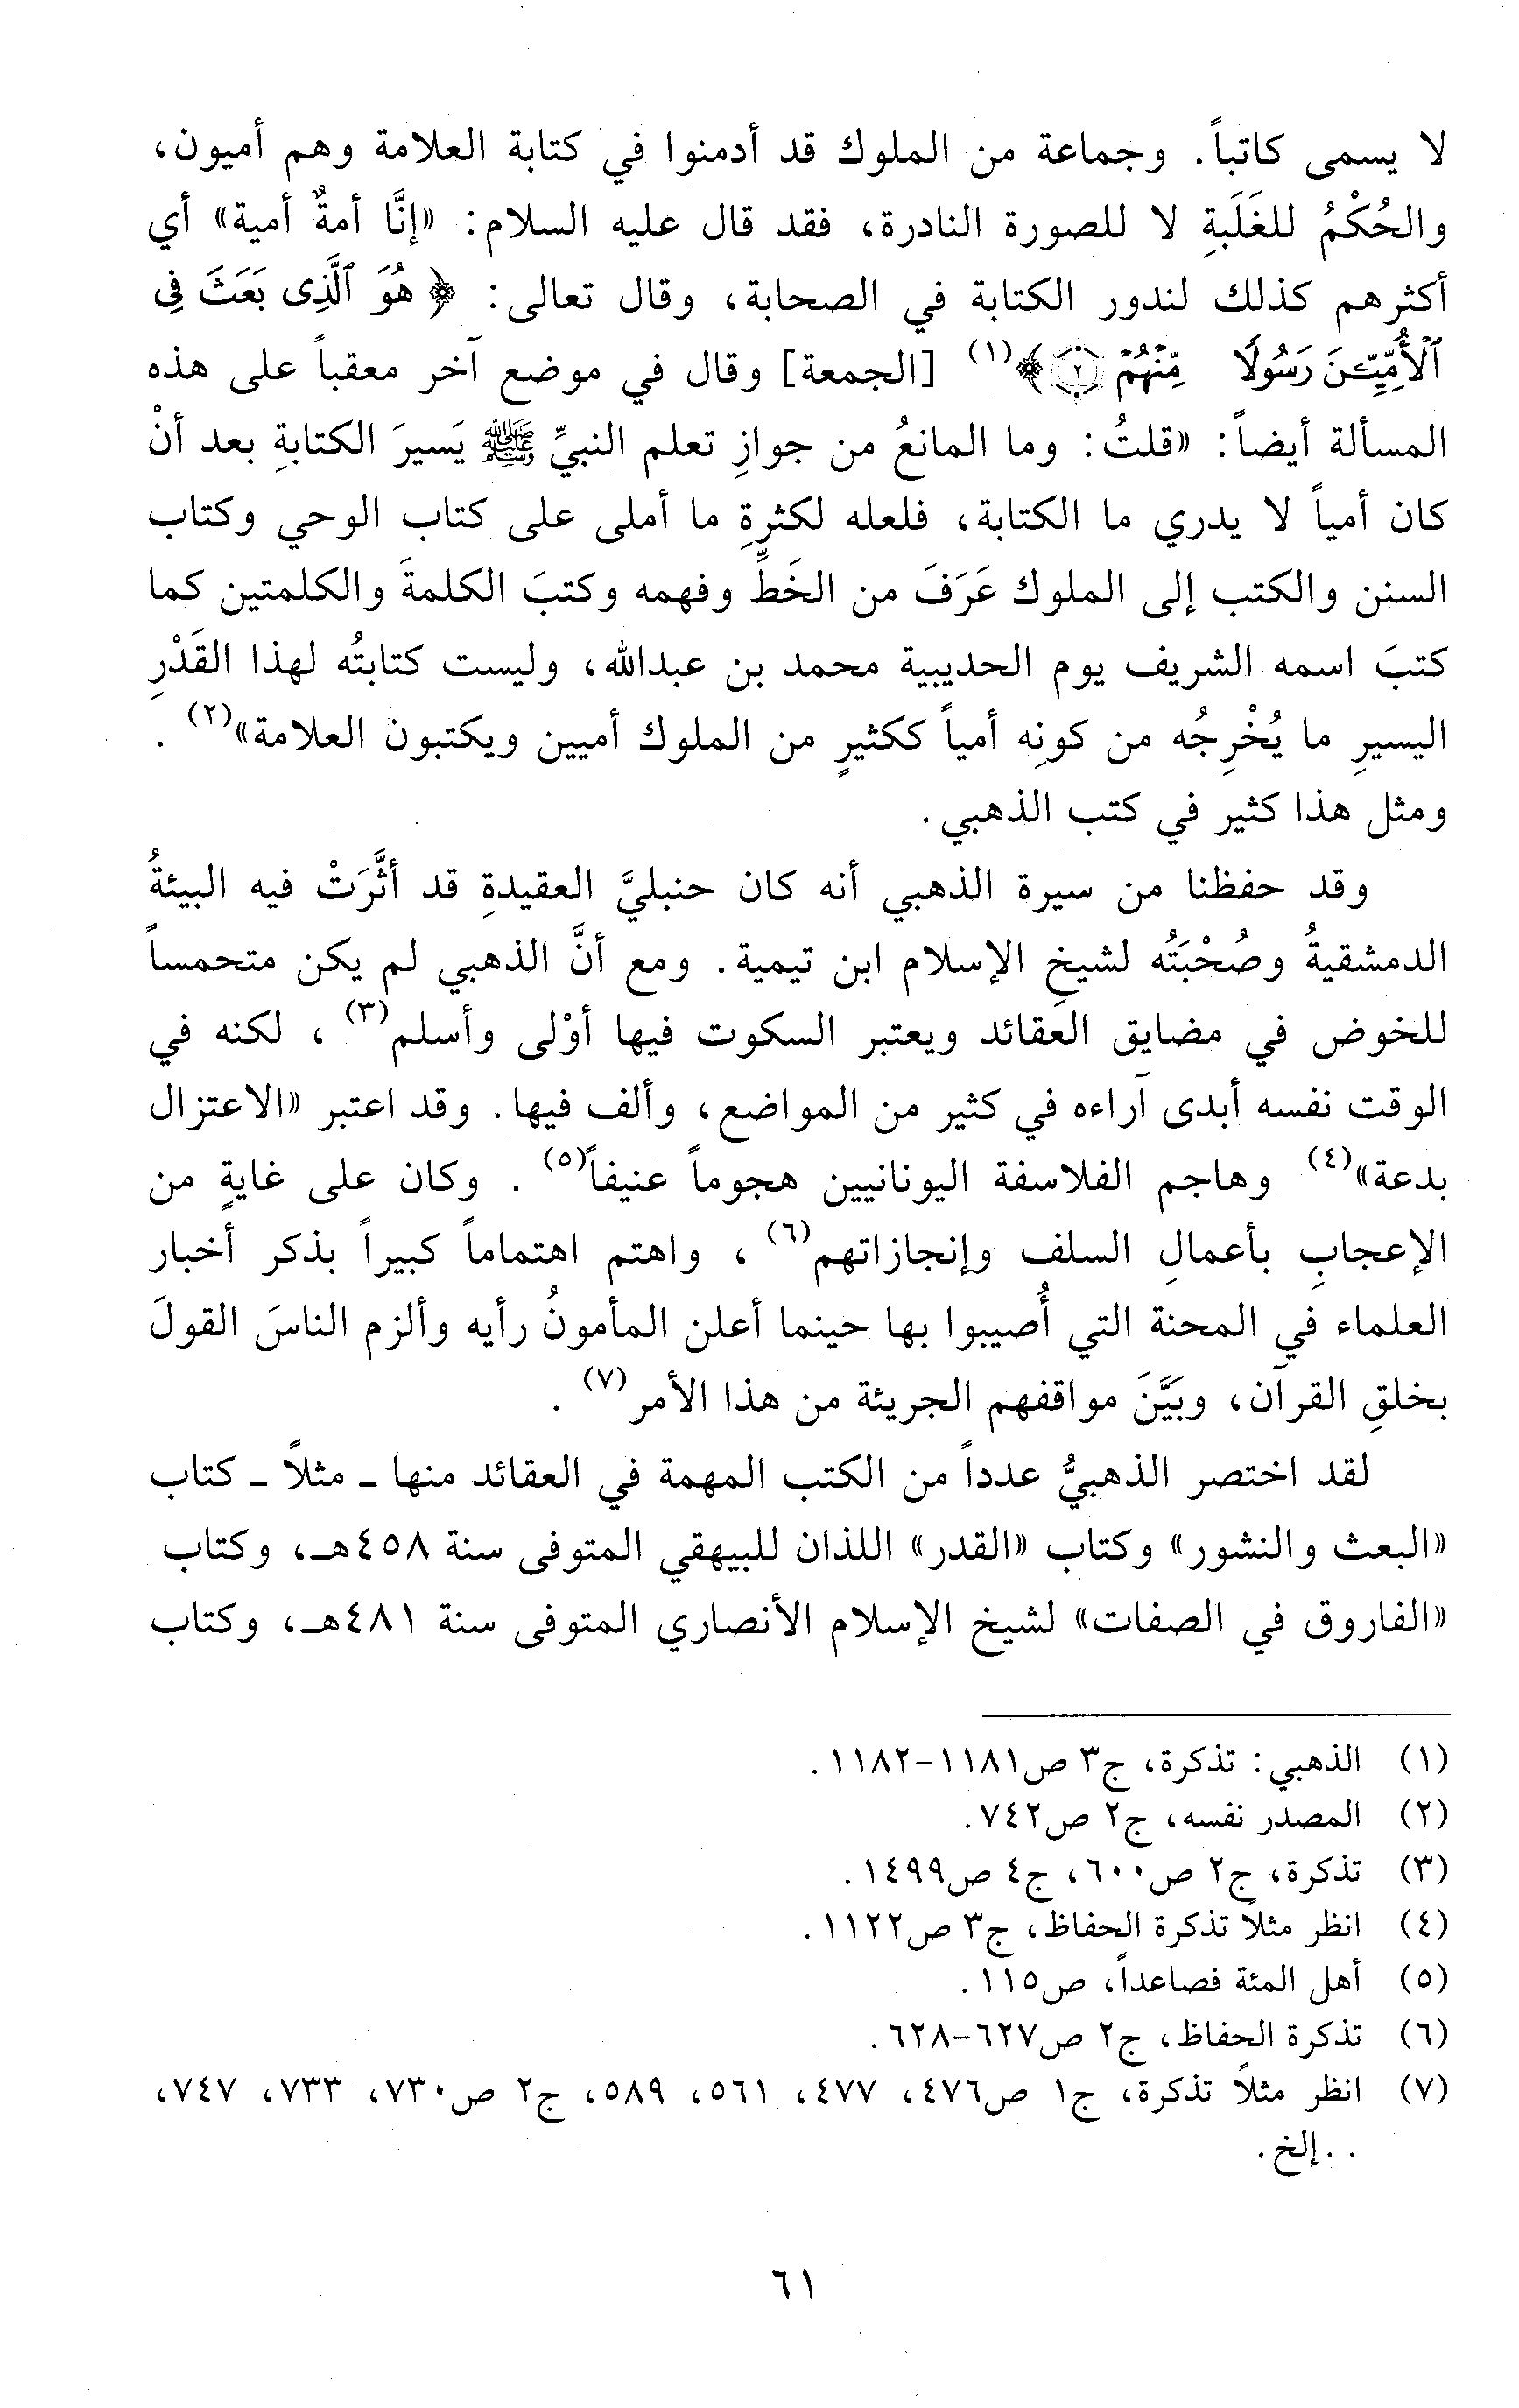 لا يسمى كاتباً. وجماعة من الملوك قد أدمنوا في كتابة العلامة وهم أميون،
والحُكْمُ للغَلَبةِ لا للصورة النادرة، فقد قال عليه السلام: «إنَّا أمةٌ أمية» أي
أكثرهم كذلك لندور الكتابة في الصحابة، وقال تعالى: ﴿هُوَ ٱلَّذِى بَعَثَ فِى
ٱلْأُمِّيِّـۧنَ رَسُولًا مِّنْهُمْ ٢﴾(١) [الجمعة] وقال في موضع آخر معقباً على هذه
المسألة أيضاً: «قلتُ: وما المانعُ من جوازِ تعلم النبيِّ ﷺ يَسيرَ الكتابةِ بعد أنْ
كان أمياً لا يدري ما الكتابة، فلعله لكثرةِ ما أملى على كتاب الوحي وكتاب
السنن والكتب إلى الملوك عَرَفَ من الخَطِّ وفهمه وكتبَ الكلمةَ والكلمتين كما
كتبَ اسمه الشريف يوم الحديبية محمد بن عبدالله، وليست كتابتُه لهذا القَدْرِ
اليسيرِ ما يُخْرِجُه من كونِه أمياً ككثيرٍ من الملوك أميين ويكتبون العلامة»(٢).
ومثل هذا كثير في كتب الذهبي.
وقد حفظنا من سيرة الذهبي أنه كان حنبليَّ العقيدةِ قد أثَّرَتْ فيه البيئةُ
الدمشقيةُ وصُحْبَتُه لشيخِ الإسلام ابن تيمية. ومع أنَّ الذهبي لم يكن متحمساً
للخوض في مضايق العقائد ويعتبر السكوت فيها أوْلى وأسلم(٣)، لكنه في
الوقت نفسه أبدى آراءه في كثير من المواضع، وألف فيها. وقد اعتبر «الاعتزال
بدعة»(٤) وهاجم الفلاسفة اليونانيين هجوماً عنيفاً(٥). وكان على غايةٍ من
الإعجابِ بأعمالِ السلف وإنجازاتهم(٦)، واهتم اهتماماً كبيراً بذكر أخبار
العلماء في المحنة التي أُصيبوا بها حينما أعلن المأمونُ رأيه وألزم الناسَ القولَ
بخلقِ القرآن، وبَيَّنَ مواقفهم الجريئة من هذا الأمر(٧).
لقد اختصر الذهبيُّ عدداً من الكتب المهمة في العقائد منها ـ مثلاً ـ كتاب
«البعث والنشور» وكتاب «القدر» اللذان للبيهقي المتوفى سنة ٤٥٨هـ، وكتاب
«الفاروق في الصفات» لشيخ الإسلام الأنصاري المتوفى سنة ٤٨١هـ، وكتاب
(١) الذهبي: تذكرة، ج٣ ص١١٨١-١١٨٢.
(٢) المصدر نفسه، ج٢ ص٧٤٢.
(٣) تذكرة، ج٢ ص٦٠٠، ج٤ ص١٤٩٩.
(٤) انظر مثلاً تذكرة الحفاظ، ج٣ ص١١٢٢.
(٥) أهل المئة فصاعداً، ص١١٥.
(٦) تذكرة الحفاظ، ج٢ ص٦٢٧-٦٢٨.
(٧) انظر مثلاً تذكرة، ج١ ص٤٧٦، ٤٧٧، ٥٦١، ٥٨٩، ج٢ ص٧٣٠، ٧٣٣، ٧٤٧،
..إلخ.
٦١